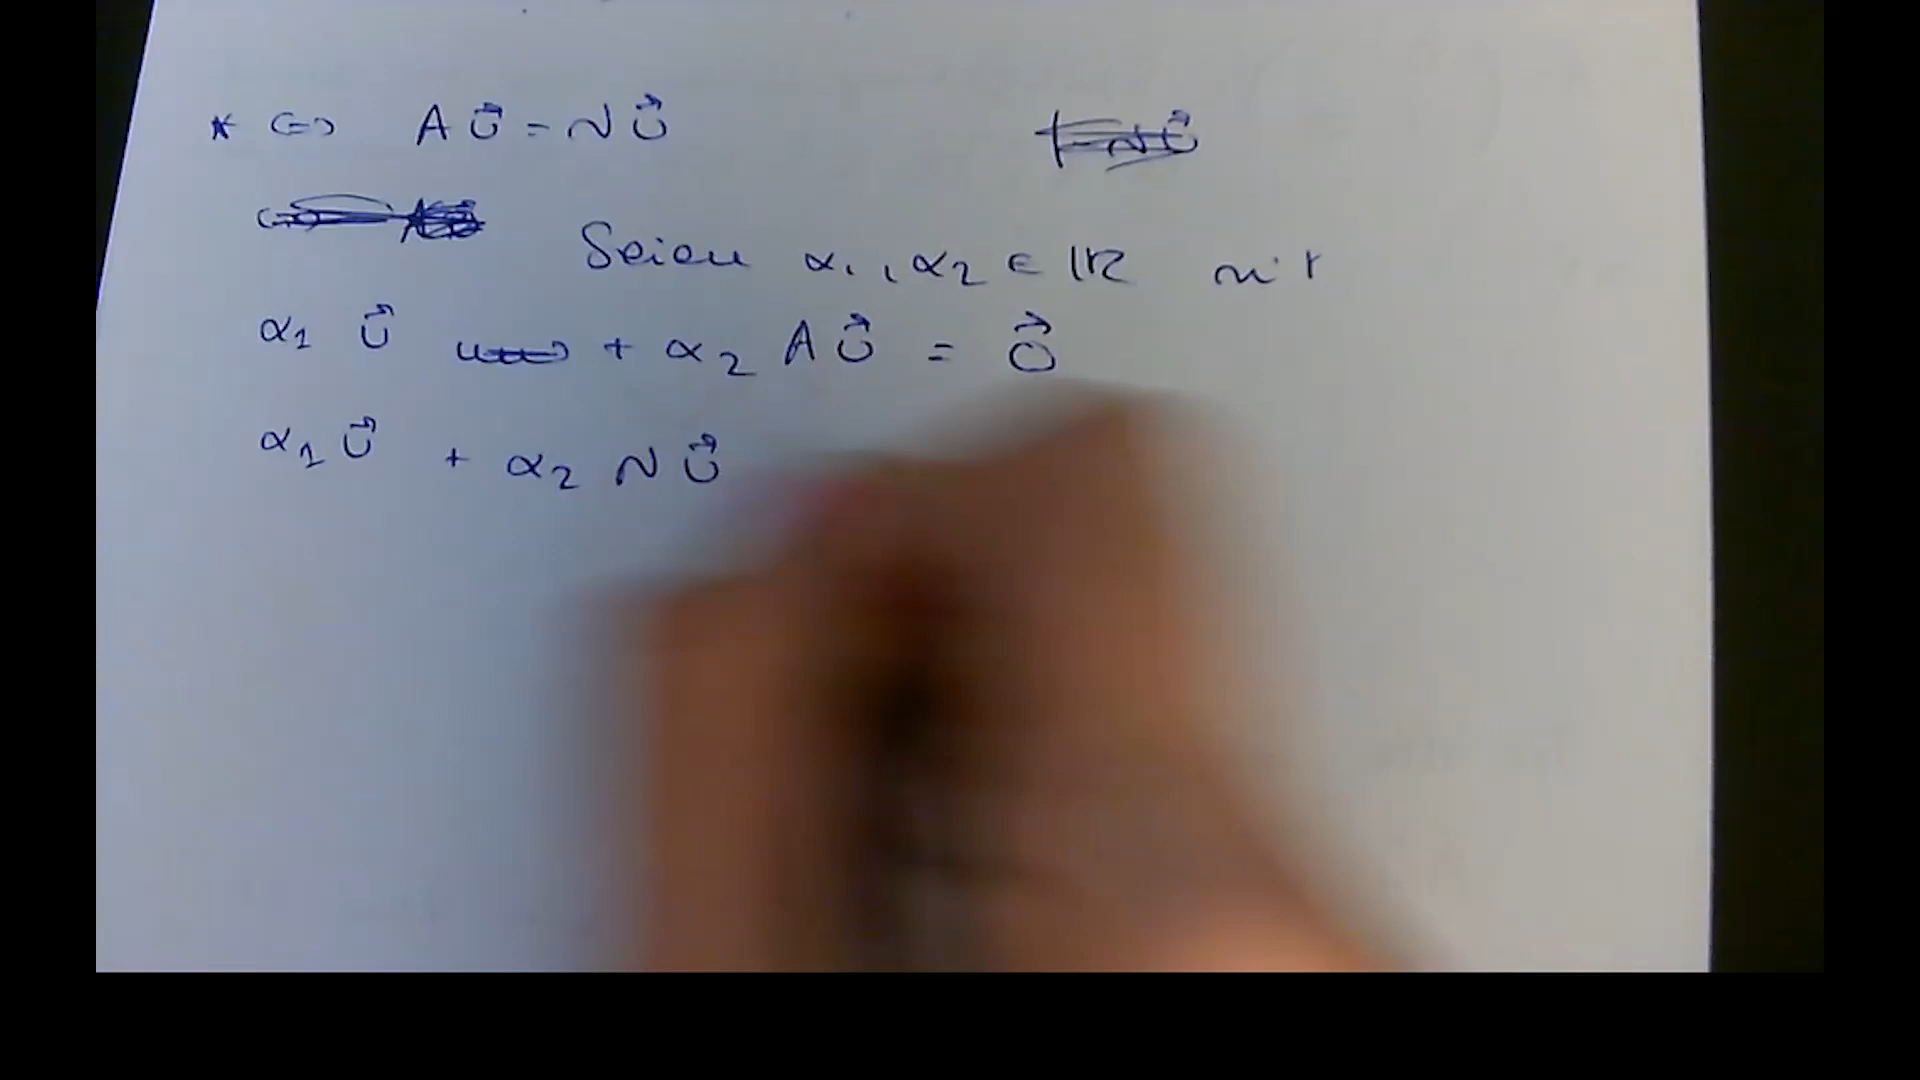 * ⇔ A v⃗ = N v⃗
Seien α₁, α₂ ∈ ℝ mit
α₁ v⃗ + α₂ A v⃗ = 0⃗
α₁ v⃗ + α₂ N v⃗